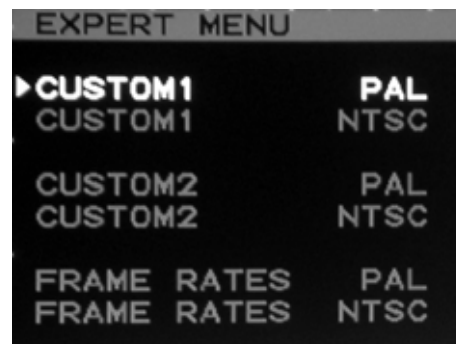 EXPERT MENU
CUSTOM1 PAL
CUSTOM1 NTSC
CUSTOM2 PAL
CUSTOM2 NTSC
FRAME RATES PAL
FRAME RATES NTSC